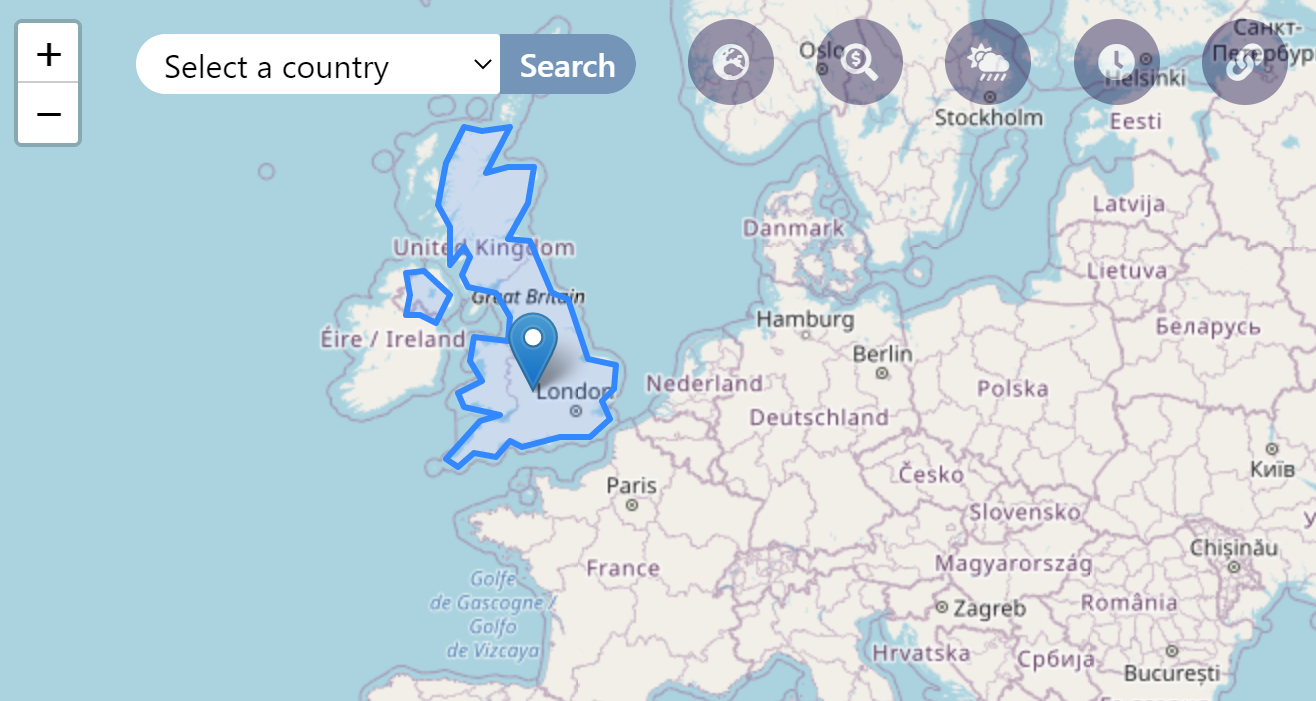 +
−
Select a country
Search
Oslo
Helsinki
Санкт-
Петербург
Stockholm
Eesti
Latvija
Danmark
United Kingdom
Lietuva
Great Britain
Éire / Ireland
Hamburg
Беларусь
Berlin
London
Nederland
Polska
Deutschland
Česko
Київ
Paris
Slovensko
Chișinău
France
Magyarország
Golfe
de Gascogne /
Golfo
de Vizcaya
Zagreb
România
Hrvatska
Србија
București